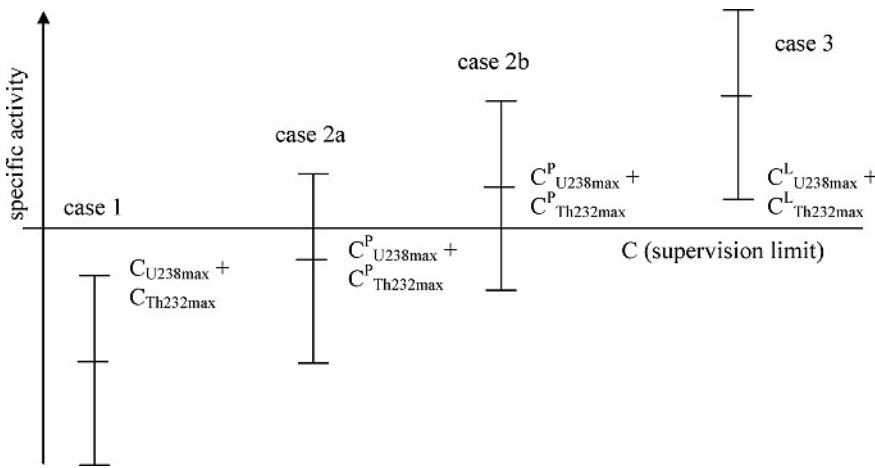 specific activity
case 1
C_U238max +
C_Th232max
case 2a
C^P_U238max +
C^P_Th232max
case 2b
C^P_U238max +
C^P_Th232max
case 3
C^L_U238max +
C^L_Th232max
C (supervision limit)